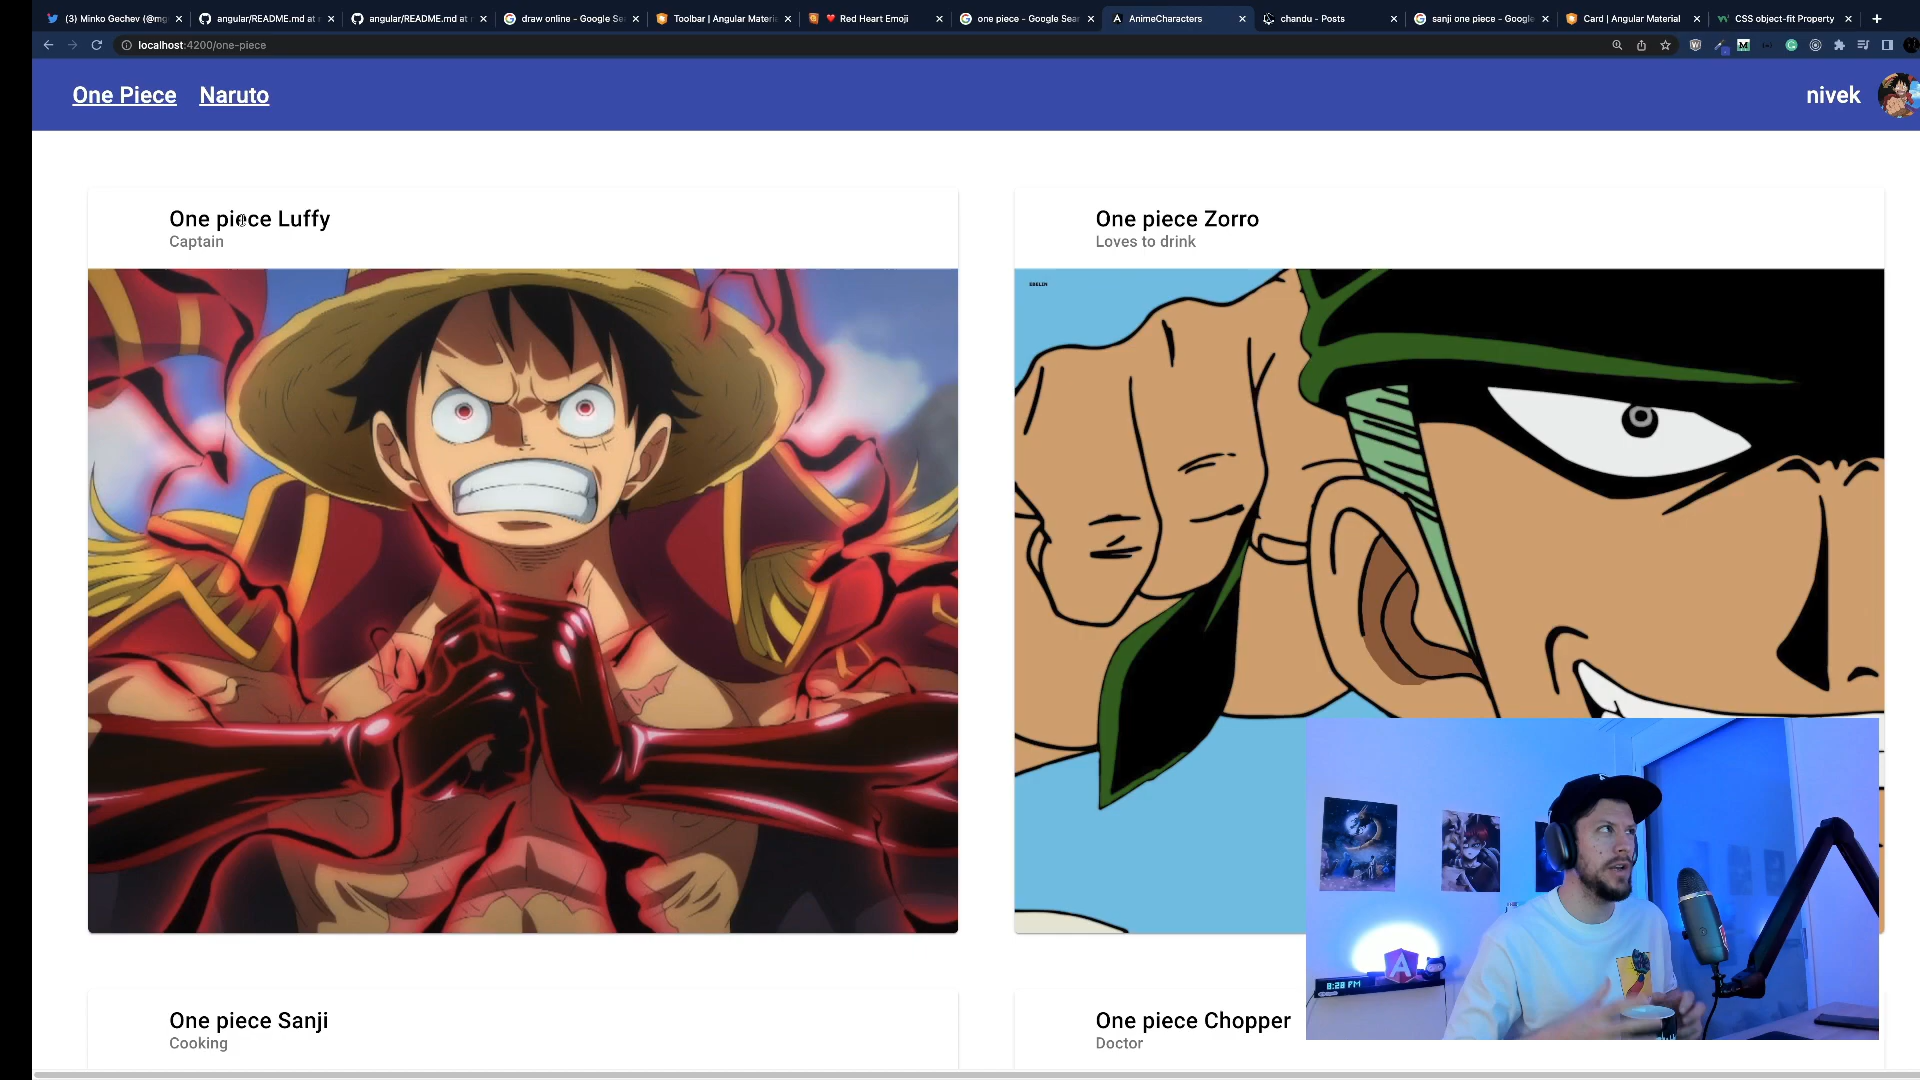 (3) Minko Gechev (@mg
angular/README.md at
angular/README.md at
draw online - Google Se
Toolbar | Angular Materi
Red Heart Emoji
one piece - Google Sea
AnimeCharacters
chandu - Posts
sanji one piece - Google
Card | Angular Material
CSS object-fit Property
localhost:4200/one-piece
One Piece Naruto
nivek
One piece Luffy
Captain
One piece Zorro
Loves to drink
EBELIN
8:28 PM
One piece Sanji
Cooking
One piece Chopper
Doctor